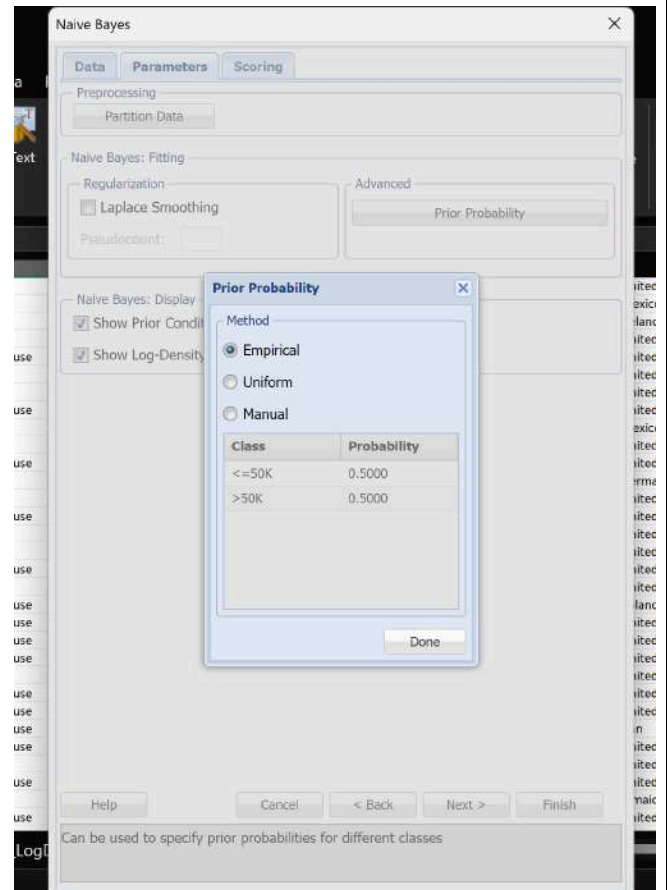 Naive Bayes
Data Parameters Scoring
Preprocessing
Partition Data
Naive Bayes: Fitting
Regularization
Advanced
Laplace Smoothing
Prior Probability
Pseudocount:
Naive Bayes: Display
Show Prior Condit
Show Log-Density
Prior Probability
Method
Empirical
Uniform
Manual
Class Probability
<=50K 0.5000
>50K 0.5000
Done
Help Cancel < Back Next > Finish
Can be used to specify prior probabilities for different classes